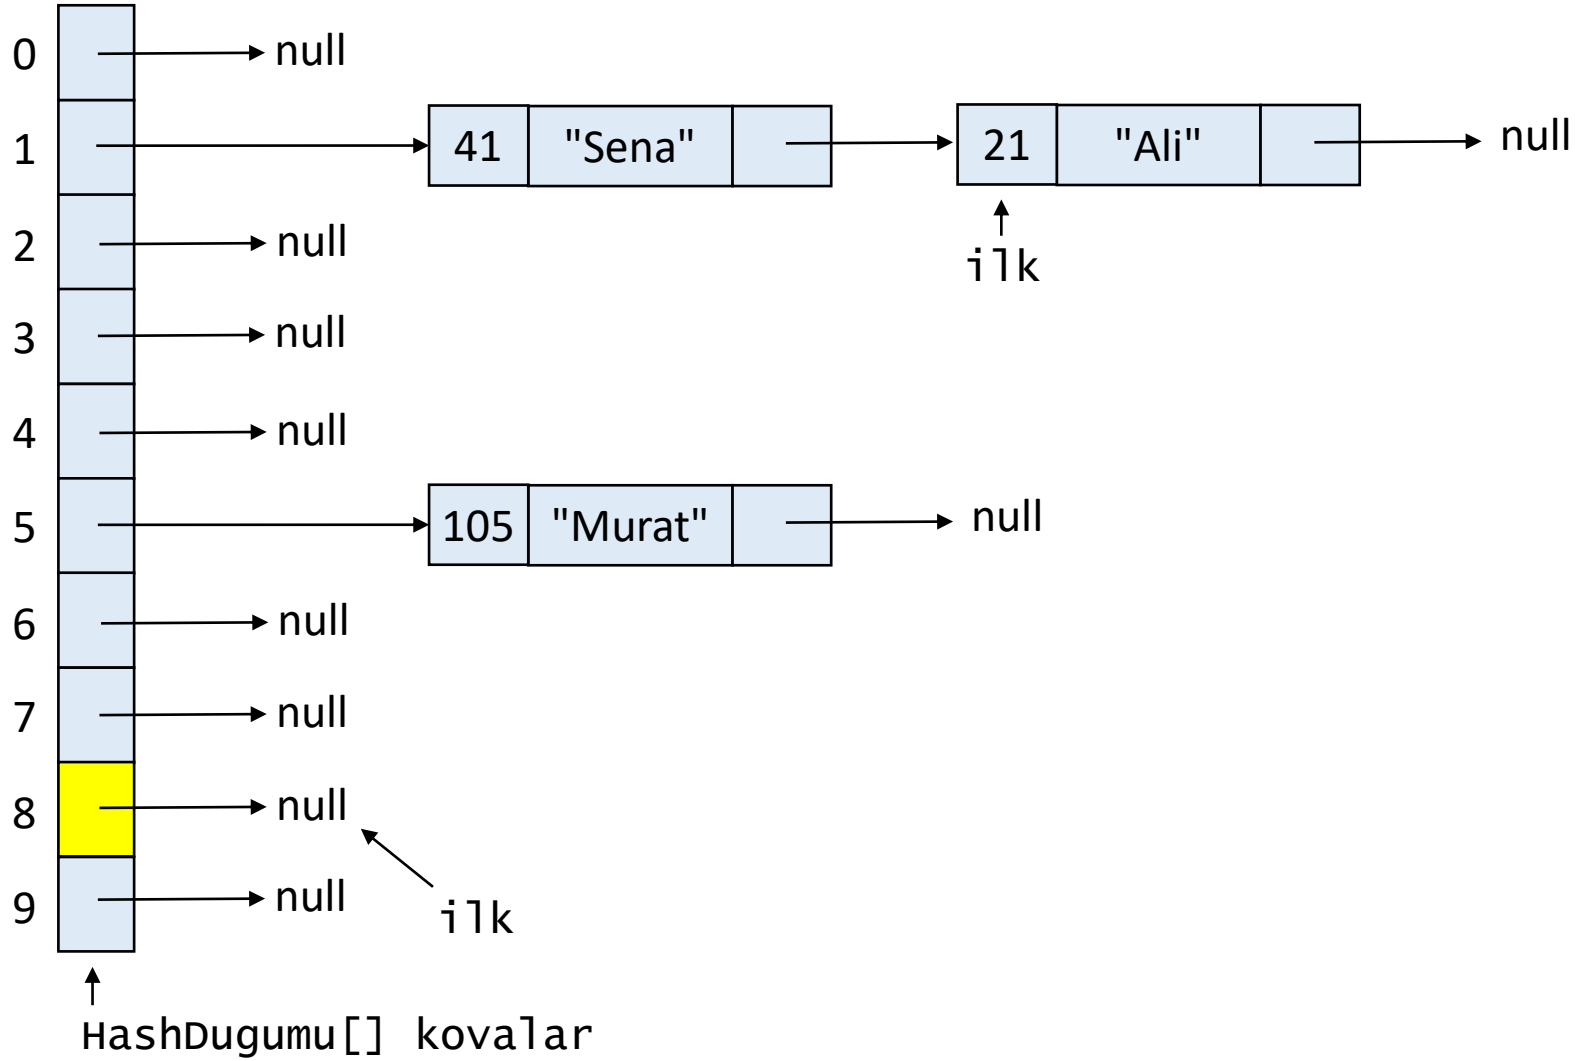 0 null
1 41 "Sena" 21 "Ali" null
ilk
2 null
3 null
4 null
5 105 "Murat" null
6 null
7 null
8 null
9 null
ilk
HashDugumu[] kovalar